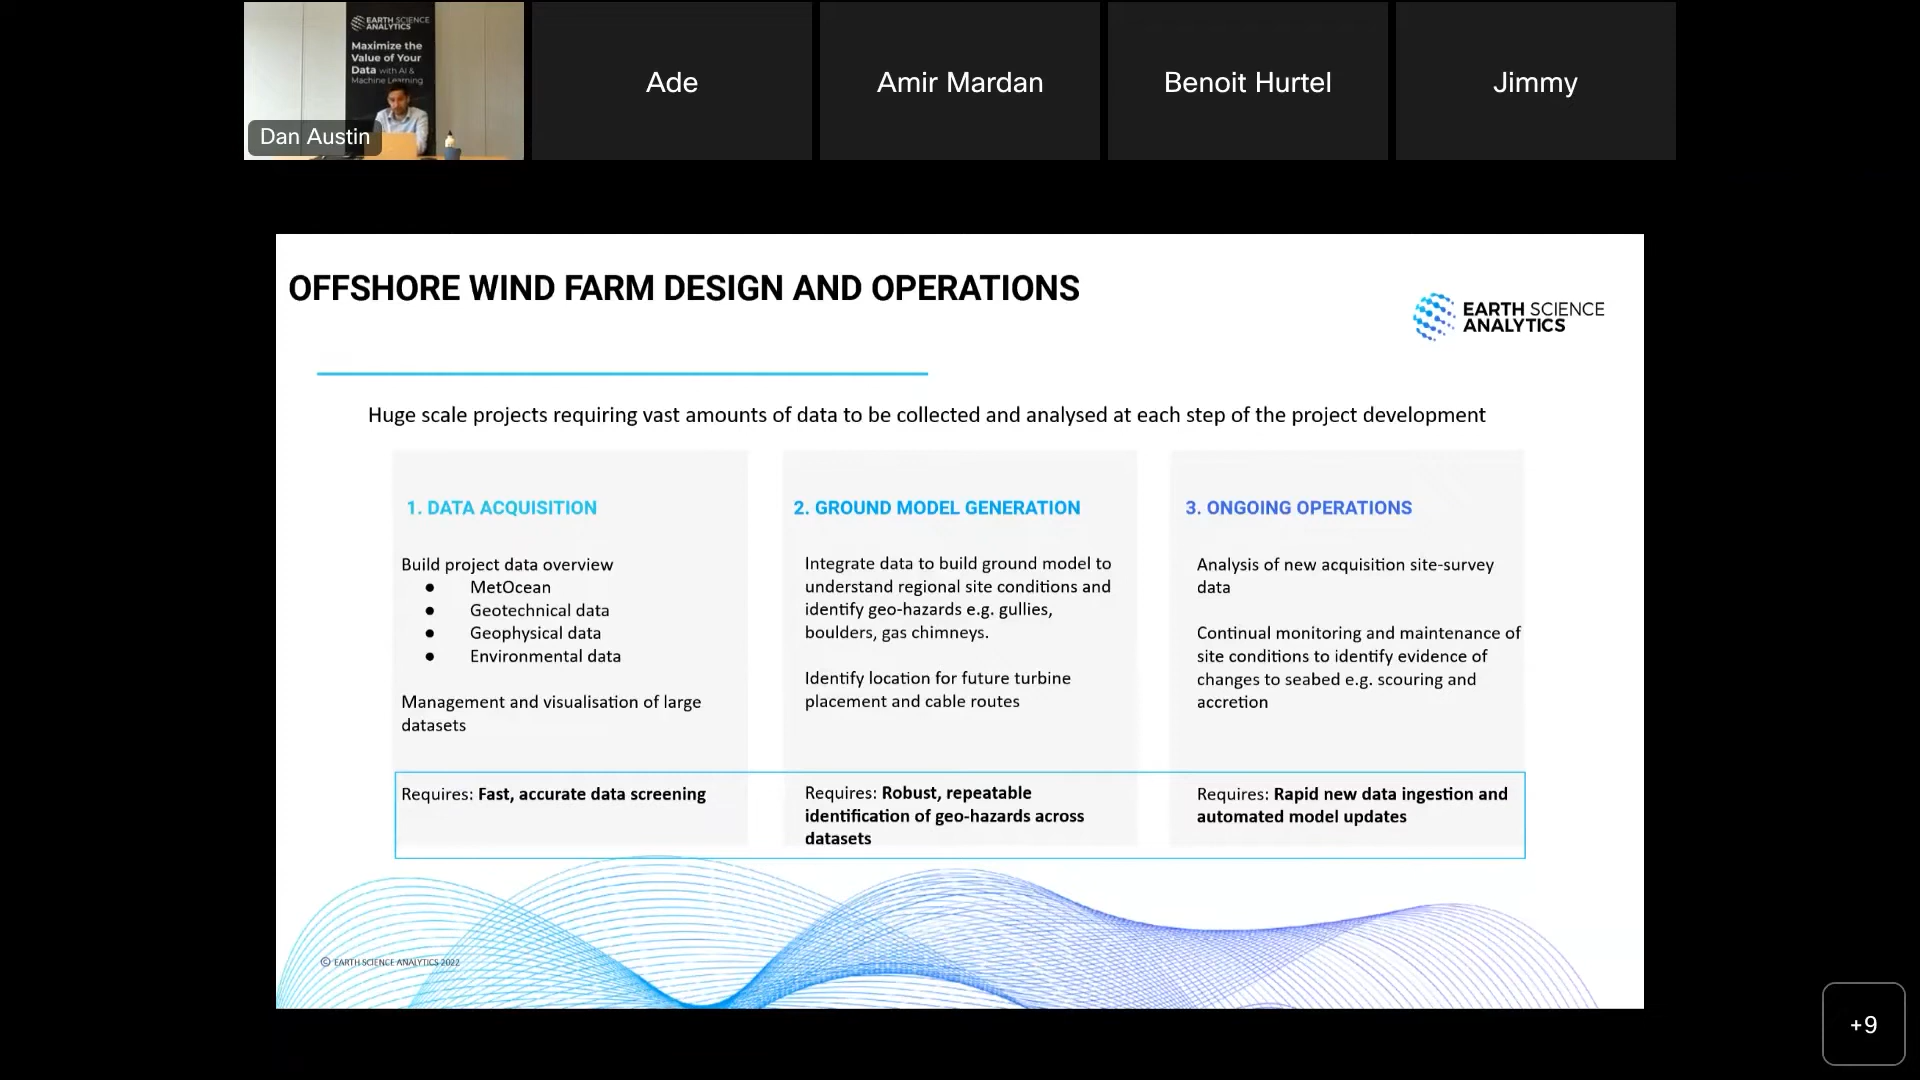 EARTH SCIENCE
ANALYTICS
Maximize the
Value of Your
Data with AI &
Machine Learning
Dan Austin
Ade
Amir Mardan
Benoit Hurtel
Jimmy
OFFSHORE WIND FARM DESIGN AND OPERATIONS
EARTH SCIENCE
ANALYTICS
Huge scale projects requiring vast amounts of data to be collected and analysed at each step of the project development
1. DATA ACQUISITION
Build project data overview
● MetOcean
● Geotechnical data
● Geophysical data
● Environmental data
Management and visualisation of large
datasets
Requires: Fast, accurate data screening
2. GROUND MODEL GENERATION
Integrate data to build ground model to
understand regional site conditions and
identify geo-hazards e.g. gullies,
boulders, gas chimneys.
Identify location for future turbine
placement and cable routes
Requires: Robust, repeatable
identification of geo-hazards across
datasets
3. ONGOING OPERATIONS
Analysis of new acquisition site-survey
data
Continual monitoring and maintenance of
site conditions to identify evidence of
changes to seabed e.g. scouring and
accretion
Requires: Rapid new data ingestion and
automated model updates
© EARTH SCIENCE ANALYTICS 2022
+9